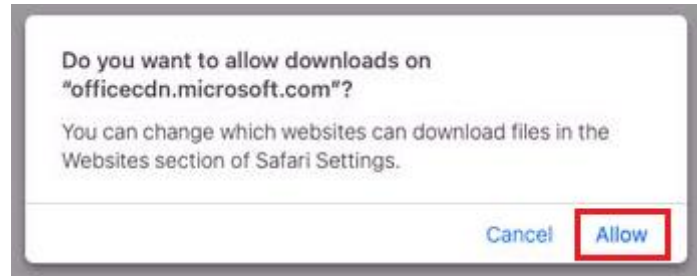 Do you want to allow downloads on
“officecdn.microsoft.com”?
You can change which websites can download files in the
Websites section of Safari Settings.
Cancel Allow